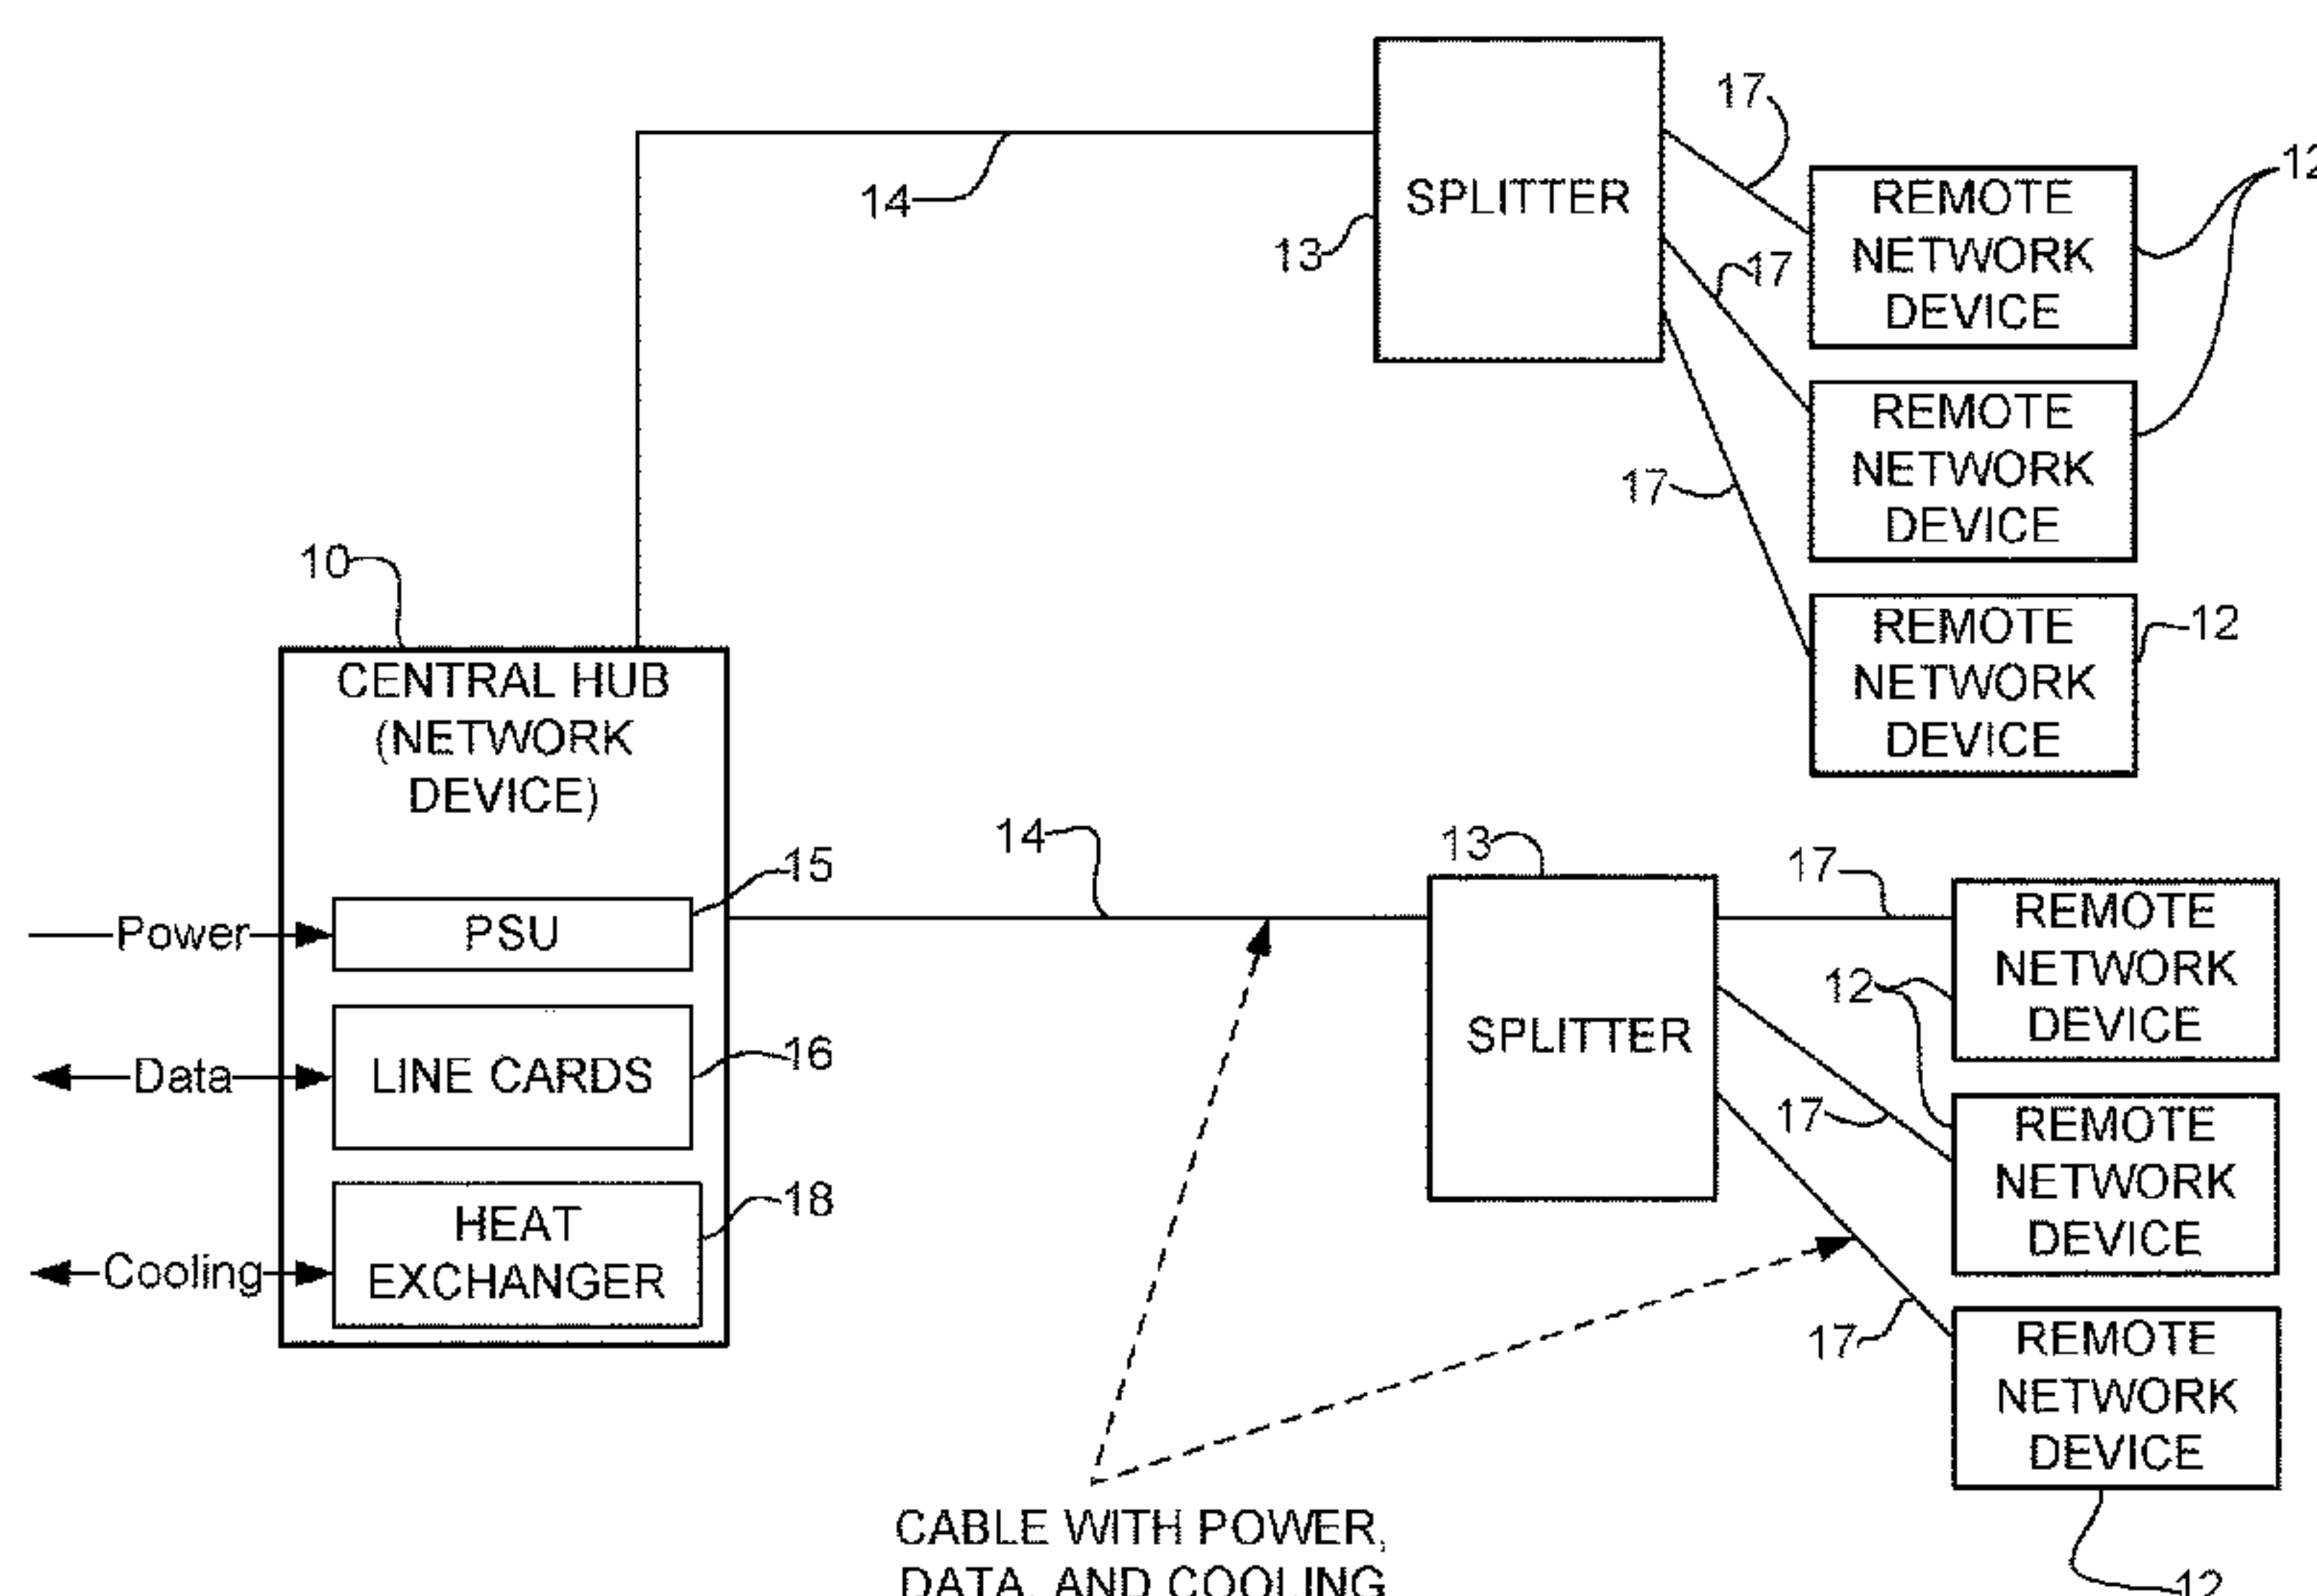 17
12
14
SPLITTER
13
REMOTE
NETWORK
DEVICE
17
REMOTE
NETWORK
DEVICE
17
10
REMOTE
NETWORK
DEVICE
12
CENTRAL HUB
(NETWORK
DEVICE)
14
13
17
15
Power
PSU
REMOTE
NETWORK
DEVICE
12
SPLITTER
16
Data
LINE CARDS
17
REMOTE
NETWORK
DEVICE
18
HEAT
EXCHANGER
Cooling
17
REMOTE
NETWORK
DEVICE
CABLE WITH POWER,
DATA, AND COOLING
12